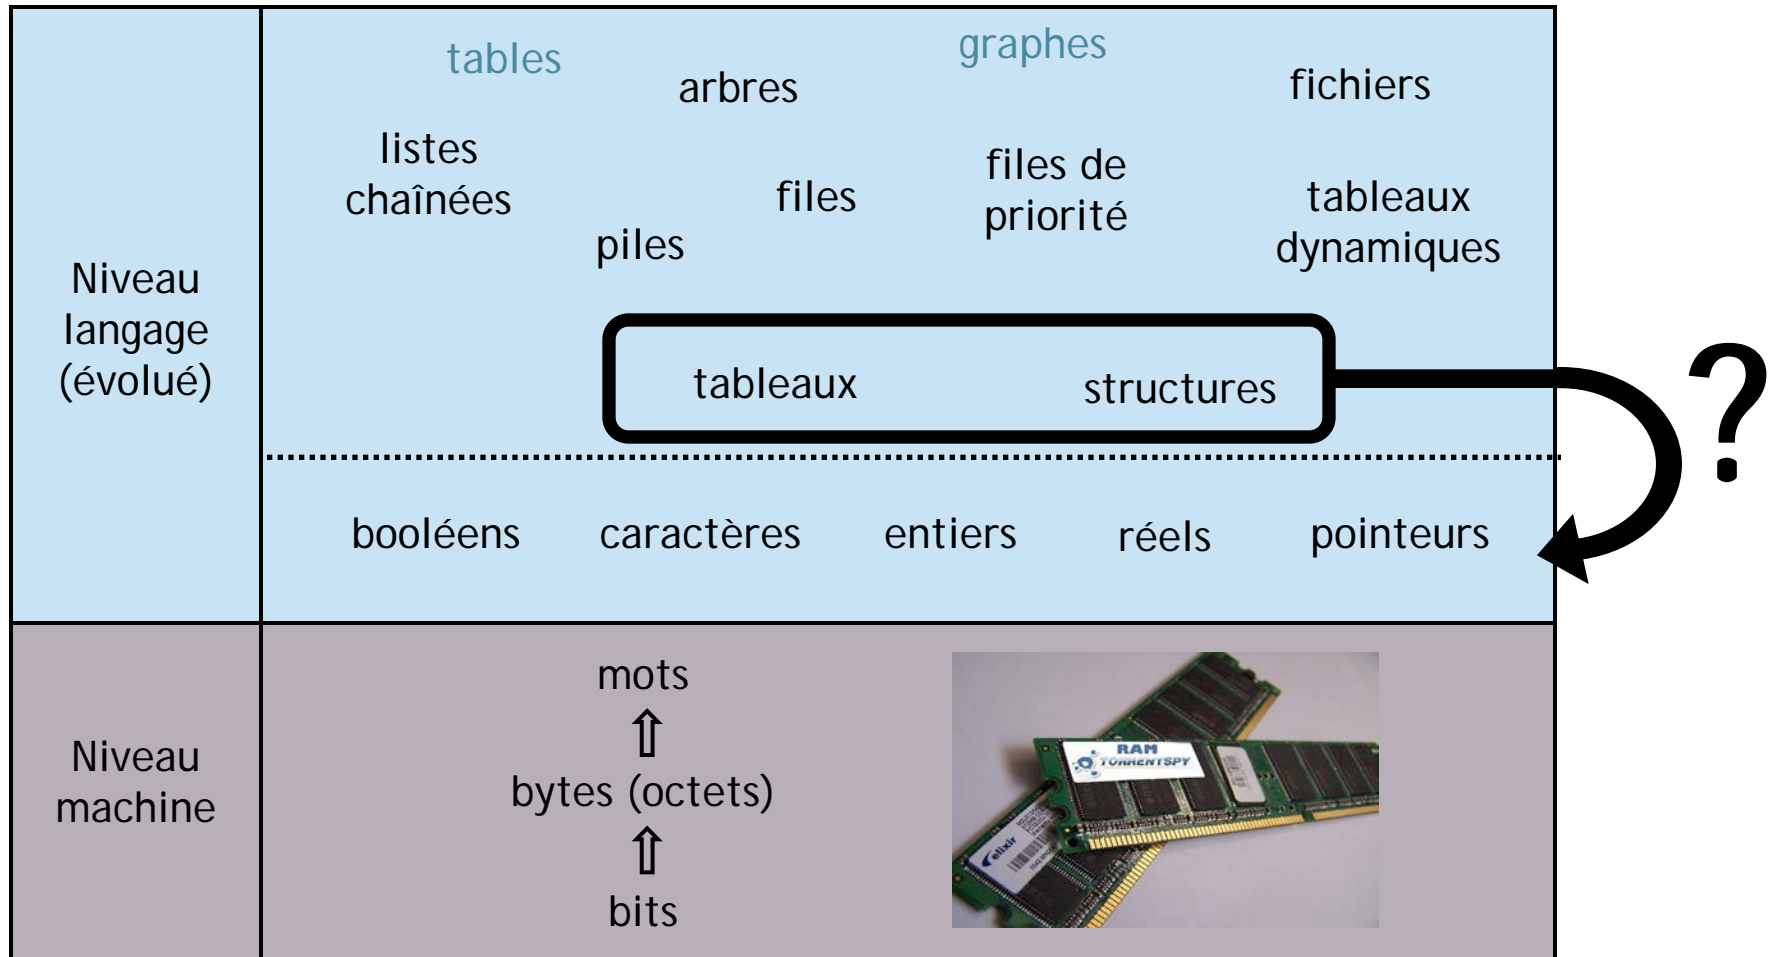 tables
graphes
arbres
fichiers
listes
chaînées
files
files de
priorité
tableaux
dynamiques
piles
Niveau
langage
(évolué)
tableaux
structures
?
booléens
caractères
entiers
réels
pointeurs
Niveau
machine
mots
⇧
bytes (octets)
⇧
bits
RAM
TORRENTSPY
elixir